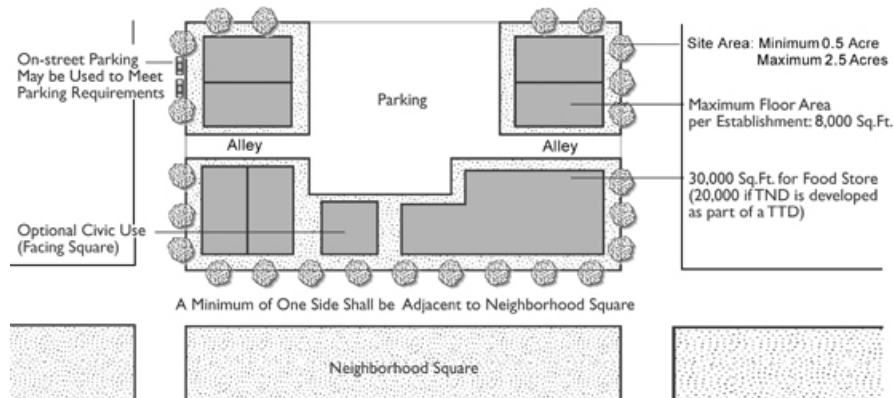 On-street Parking
May be Used to Meet
Parking Requirements
Parking
Site Area: Minimum 0.5 Acre
Maximum 2.5 Acres
Maximum Floor Area
per Establishment: 8,000 Sq.Ft.
Alley
Alley
30,000 Sq.Ft. for Food Store
(20,000 if TND is developed
as part of a TTD)
Optional Civic Use
(Facing Square)
A Minimum of One Side Shall be Adjacent to Neighborhood Square
Neighborhood Square